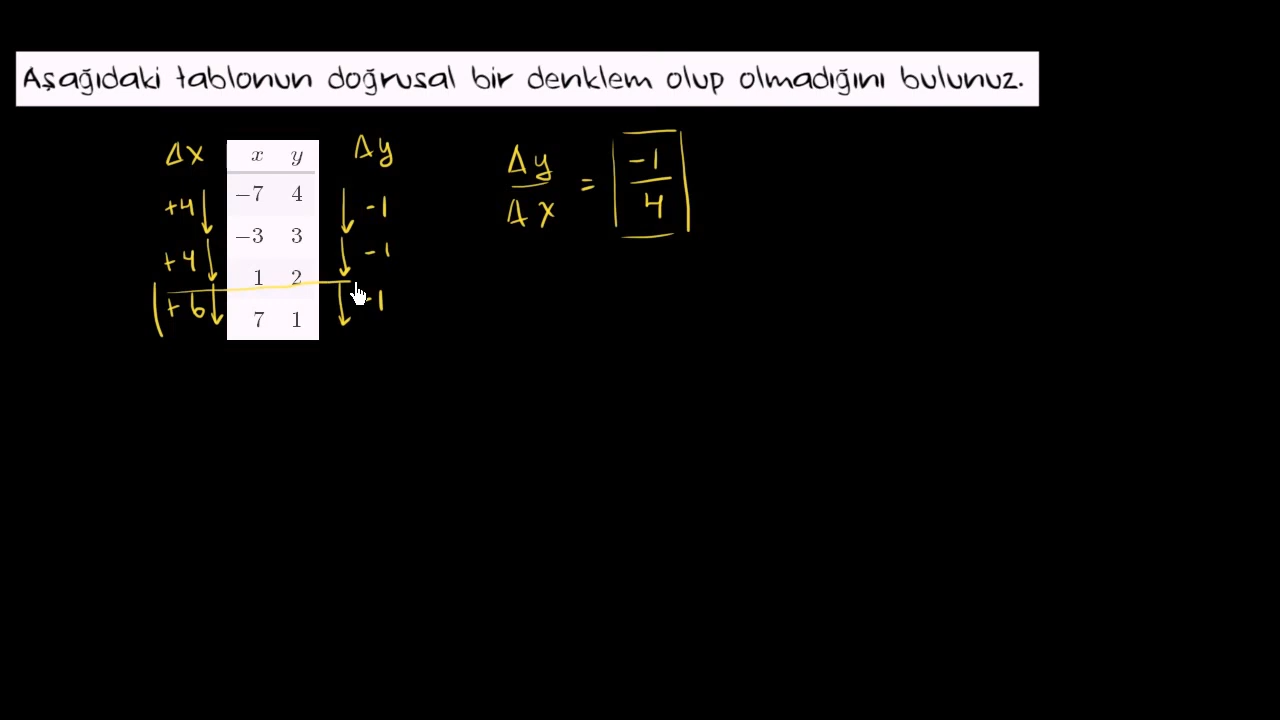 Aşağıdaki tablonun doğrusal bir denklem olup olmadığını bulunuz.
Δx x y Δy
-7 4
+4 -1
-3 3
+4 -1
1 2
+6 -1
7 1
Δy/Δx = -1/4